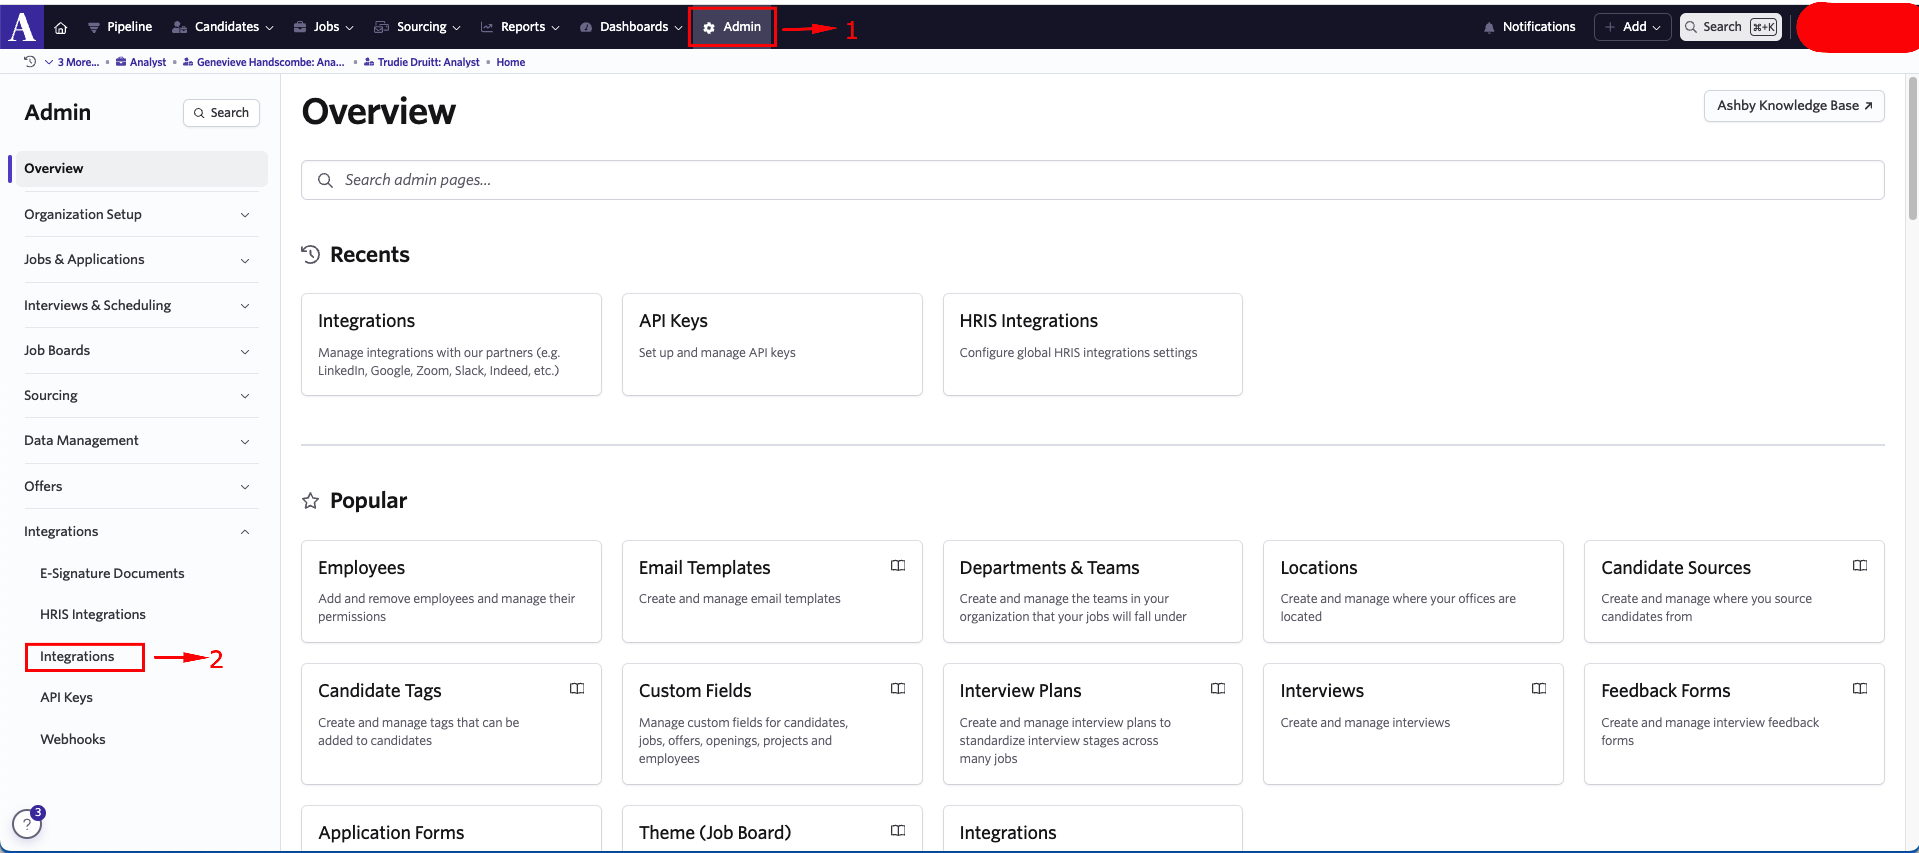 A
Pipeline
Candidates
Jobs
Sourcing
Reports
Dashboards
Admin
1
Notifications
+ Add
Search ⌘+K
3 More... • Analyst • Genevieve Handscombe: Ana... • Trudie Druitt: Analyst • Home
Admin
Search
Overview
Organization Setup
Jobs & Applications
Interviews & Scheduling
Job Boards
Sourcing
Data Management
Offers
Integrations
E-Signature Documents
HRIS Integrations
Integrations
2
API Keys
Webhooks
?
3
Overview
Ashby Knowledge Base
Search admin pages...
Recents
Integrations
Manage integrations with our partners (e.g.
LinkedIn, Google, Zoom, Slack, Indeed, etc.)
API Keys
Set up and manage API keys
HRIS Integrations
Configure global HRIS integrations settings
Popular
Employees
Add and remove employees and manage their
permissions
Email Templates
Create and manage email templates
Departments & Teams
Create and manage the teams in your
organization that your jobs will fall under
Locations
Create and manage where your offices are
located
Candidate Sources
Create and manage where you source
candidates from
Candidate Tags
Create and manage tags that can be
added to candidates
Custom Fields
Manage custom fields for candidates,
jobs, offers, openings, projects and
employees
Interview Plans
Create and manage interview plans to
standardize interview stages across
many jobs
Interviews
Create and manage interviews
Feedback Forms
Create and manage interview feedback
forms
Application Forms
Theme (Job Board)
Integrations